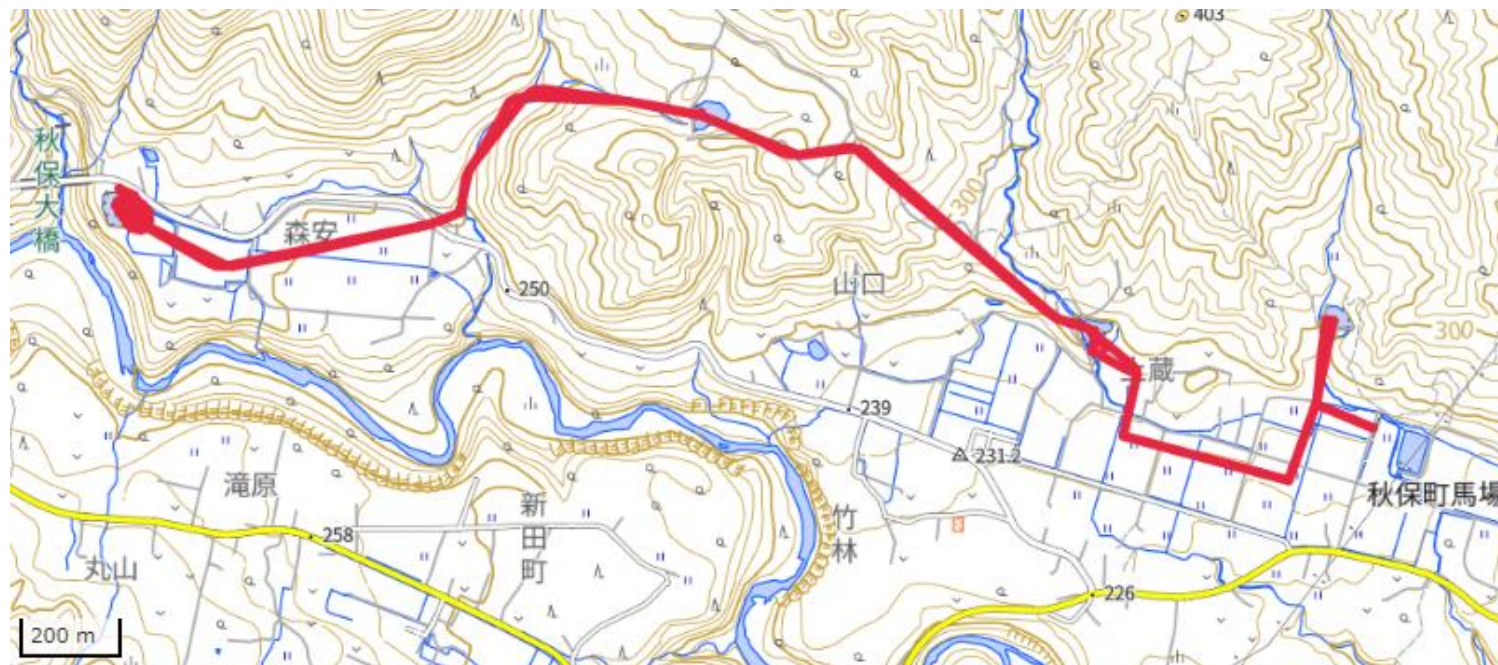 403
秋保大橋
300
森安
250
山口
300
上蔵
239
231.2
滝原
新田町
竹林
秋保町馬場
258
丸山
226
200 m